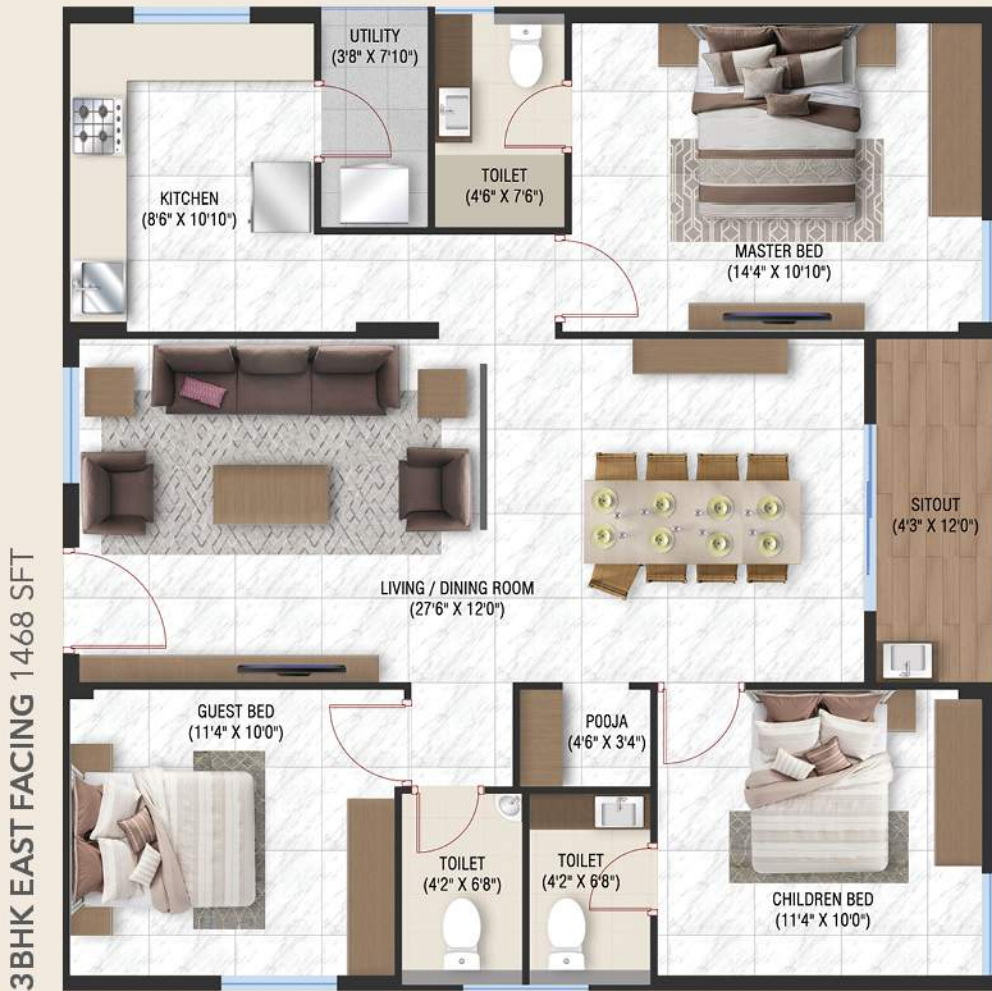 UTILITY
(3'8" X 7'10")
TOILET
(4'6" X 7'6")
KITCHEN
(8'6" X 10'10")
MASTER BED
(14'4" X 10'10")
SITOUT
(4'3" X 12'0")
LIVING / DINING ROOM
(27'6" X 12'0")
GUEST BED
(11'4" X 10'0")
POOJA
(4'6" X 3'4")
TOILET
(4'2" X 6'8")
TOILET
(4'2" X 6'8")
CHILDREN BED
(11'4" X 10'0")
3BHK EAST FACING 1468 SFT